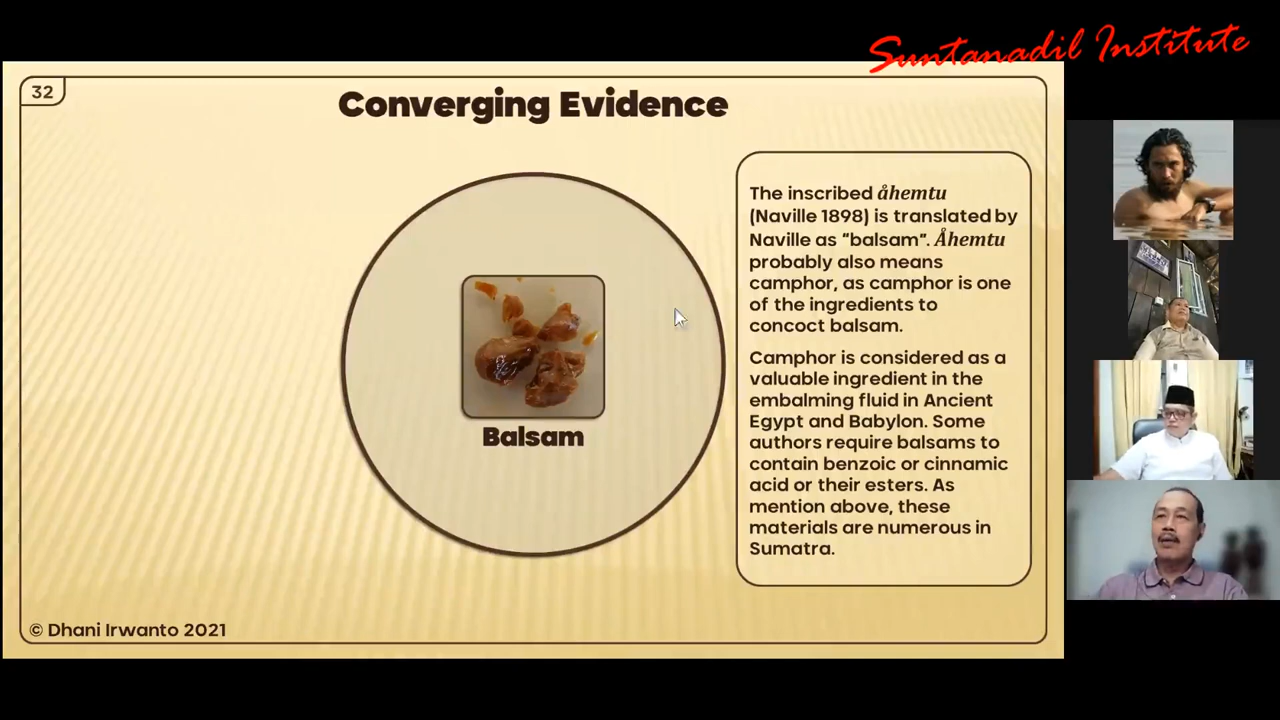 Suntanadil Institute
32
Converging Evidence
The inscribed åhemtu
(Naville 1898) is translated by
Naville as “balsam”. Åhemtu
probably also means
camphor, as camphor is one
of the ingredients to
concoct balsam.
Camphor is considered as a
valuable ingredient in the
embalming fluid in Ancient
Egypt and Babylon. Some
authors require balsams to
contain benzoic or cinnamic
acid or their esters. As
mention above, these
materials are numerous in
Sumatra.
Balsam
© Dhani Irwanto 2021